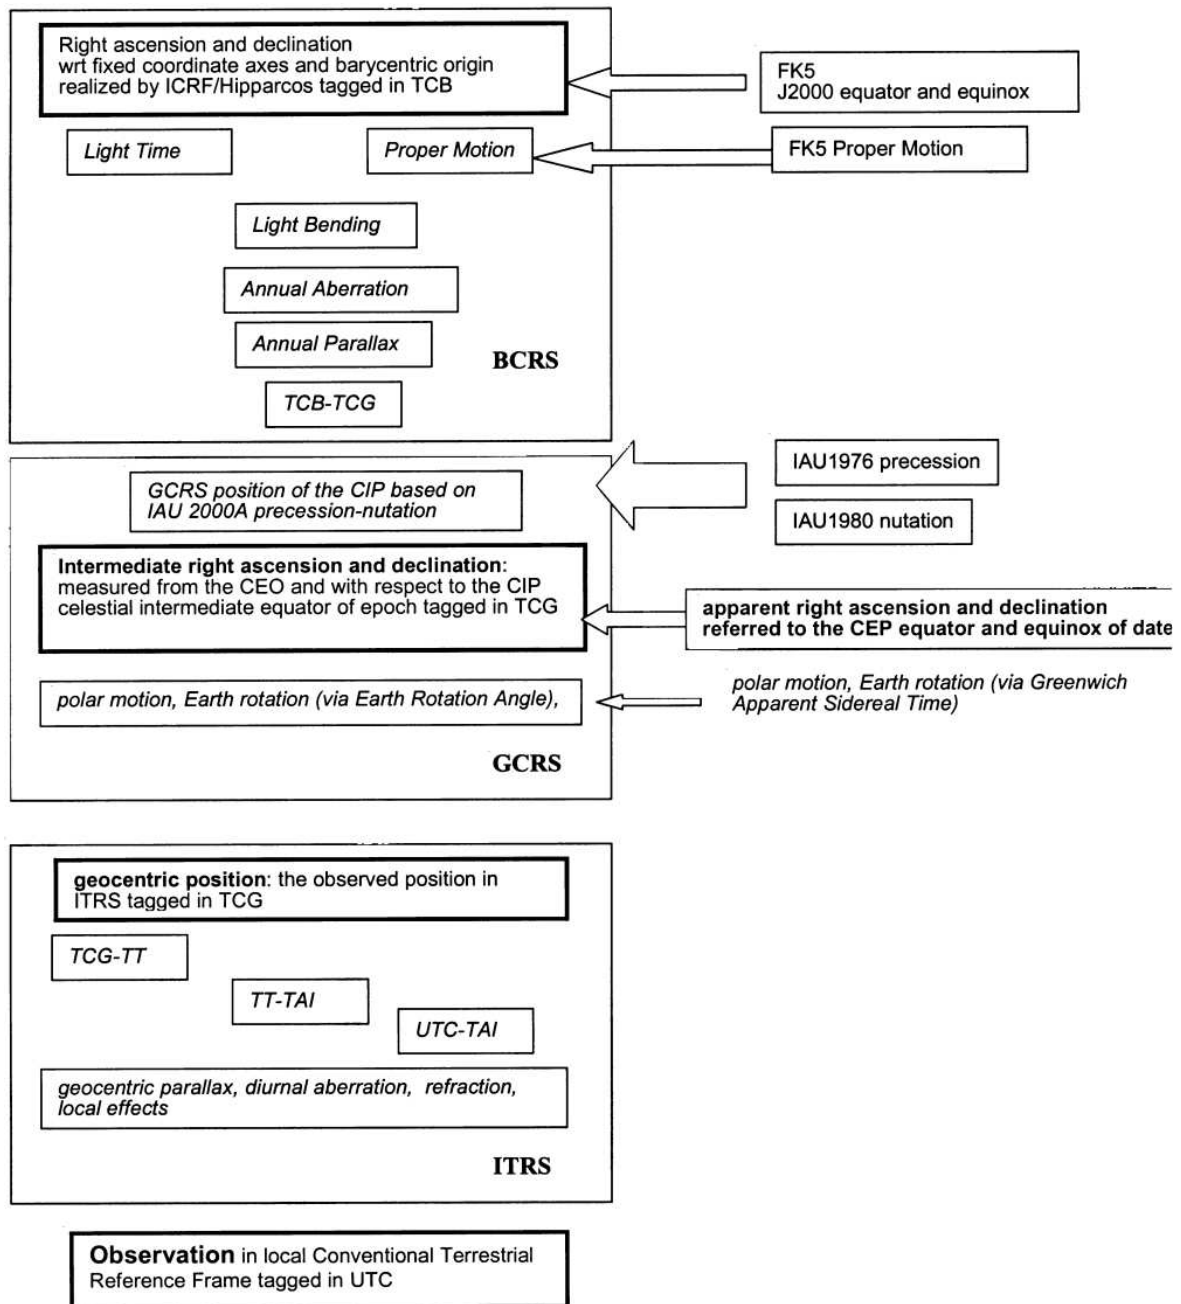 Right ascension and declination
wrt fixed coordinate axes and barycentric origin
realized by ICRF/Hipparcos tagged in TCB
FK5
J2000 equator and equinox
Light Time
Proper Motion
FK5 Proper Motion
Light Bending
Annual Aberration
Annual Parallax
BCRS
TCB-TCG
IAU1976 precession
GCRS position of the CIP based on
IAU 2000A precession-nutation
IAU1980 nutation
Intermediate right ascension and declination:
measured from the CEO and with respect to the CIP
celestial intermediate equator of epoch tagged in TCG
apparent right ascension and declination
referred to the CEP equator and equinox of date
polar motion, Earth rotation (via Earth Rotation Angle),
polar motion, Earth rotation (via Greenwich
Apparent Sidereal Time)
GCRS
geocentric position: the observed position in
ITRS tagged in TCG
TCG-TT
TT-TAI
UTC-TAI
geocentric parallax, diurnal aberration, refraction,
local effects
ITRS
Observation in local Conventional Terrestrial
Reference Frame tagged in UTC